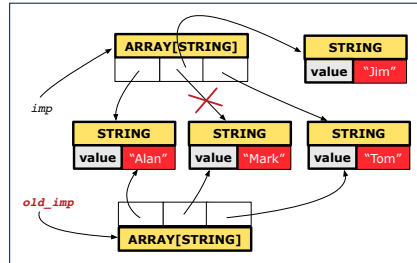 ARRAY[STRING]
STRING
value "Jim"
imp
STRING
value "Alan"
STRING
value "Mark"
STRING
value "Tom"
old_imp
ARRAY[STRING]